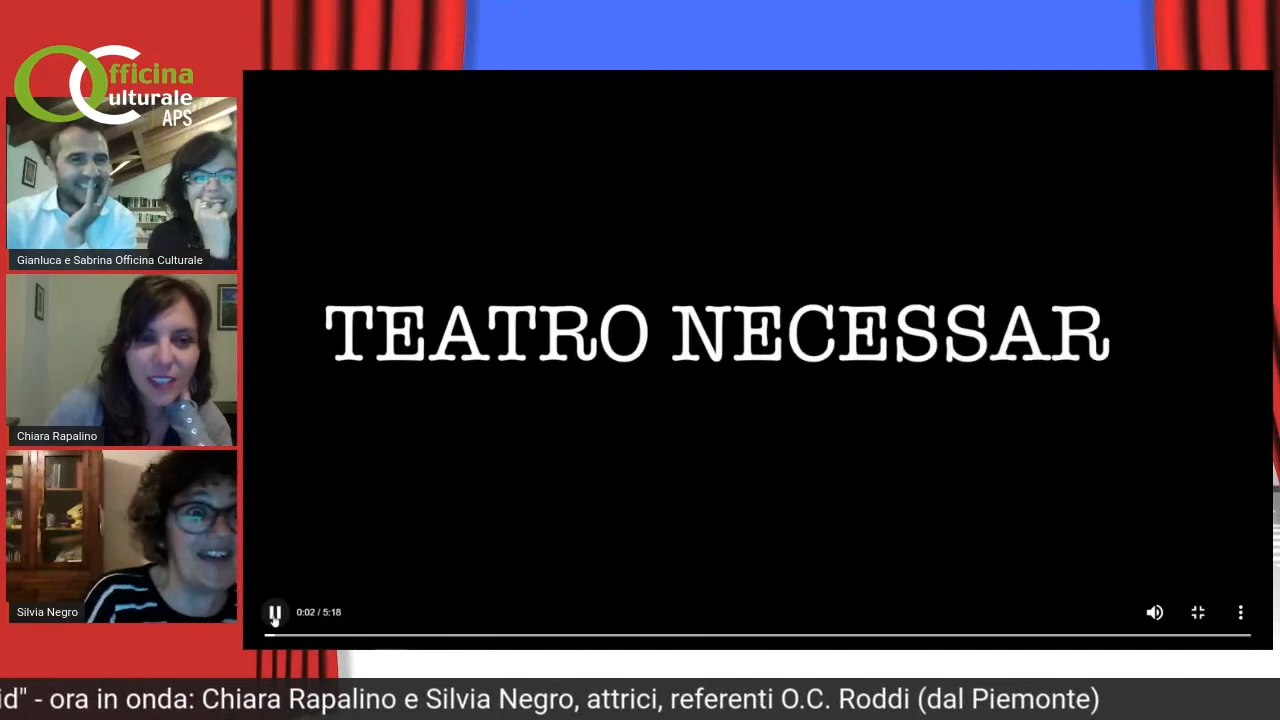 Officina
Culturale
APS
Gianluca e Sabrina Officina Culturale
Chiara Rapalino
Silvia Negro
TEATRO NECESSAR
0:02 / 5:18
id" - ora in onda: Chiara Rapalino e Silvia Negro, attrici, referenti O.C. Roddi (dal Piemonte)